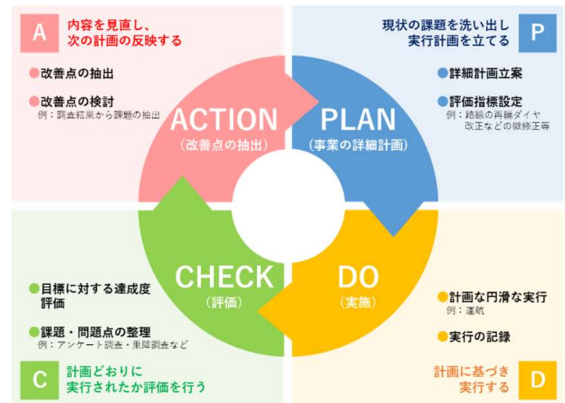 A
内容を見直し、
次の計画の反映する
●改善点の抽出
●改善点の検討
例：調査結果から課題の抽出
ACTION
(改善点の抽出)
現状の課題を洗い出し
実行計画を立てる
P
●詳細計画立案
●評価指標設定
例：路線の再編ダイヤ
改正などの微修正等
PLAN
(事業の詳細計画)
CHECK
(評価)
●目標に対する達成度
評価
●課題・問題点の整理
例：アンケート調査・乗降調査など
C
計画どおりに
実行されたか評価を行う
DO
(実施)
●計画な円滑な実行
例：運航
●実行の記録
計画に基づき
実行する
D